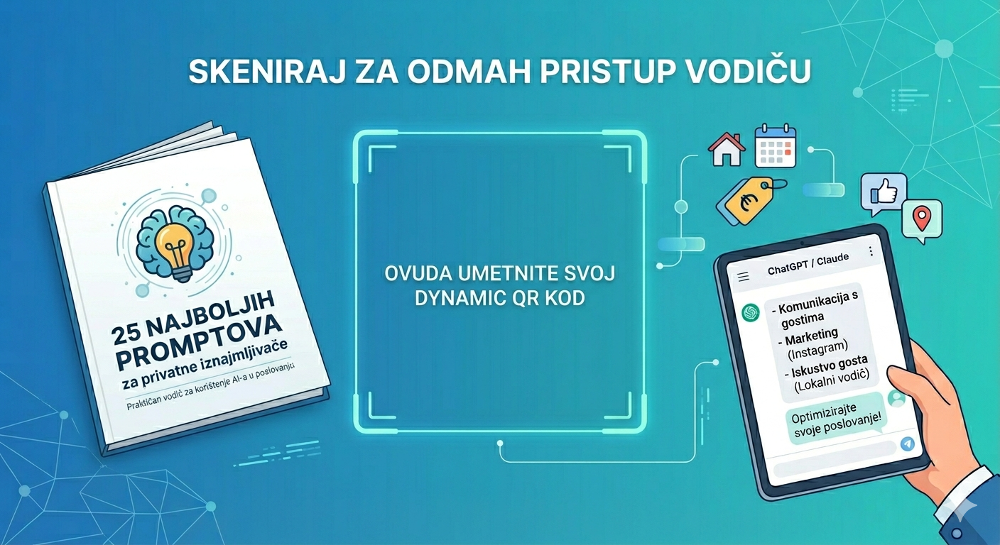 SKENIRAJ ZA ODMAH PRISTUP VODIČU
25 NAJBOLJIH
PROMPTOVA
za privatne iznajmljivače
Praktičan vodič za korištenje AI-a u poslovanju
OVUDA UMETNITE SVOJ
DYNAMIC QR KOD
€
ChatGPT / Claude
- Komunikacija s
gostima
- Marketing
(Instagram)
- Iskustvo gosta
(Lokalni vodič)
Optimizirajte
svoje poslovanje!